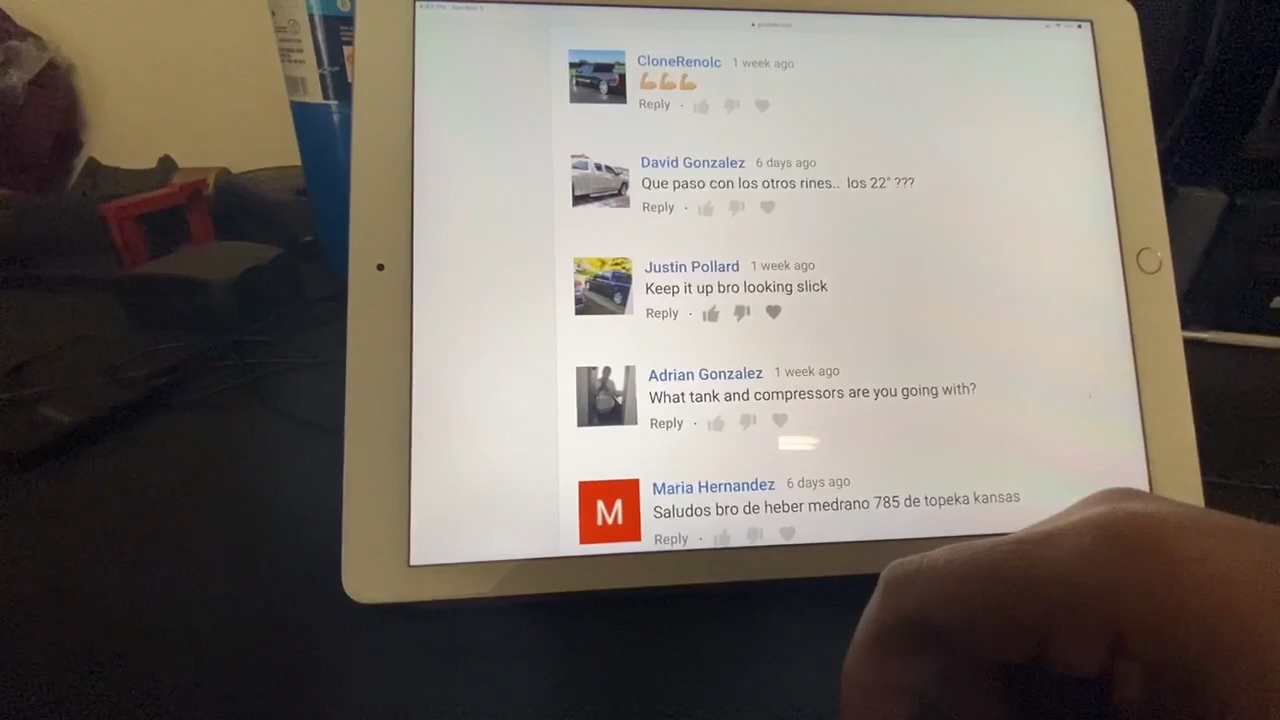 CloneRenolc 1 week ago
💪🏼💪🏼💪🏼
Reply ·
David Gonzalez 6 days ago
Que paso con los otros rines.. los 22" ???
Reply ·
Justin Pollard 1 week ago
Keep it up bro looking slick
Reply ·
Adrian Gonzalez 1 week ago
What tank and compressors are you going with?
Reply ·
M
Maria Hernandez 6 days ago
Saludos bro de heber medrano 785 de topeka kansas
Reply ·